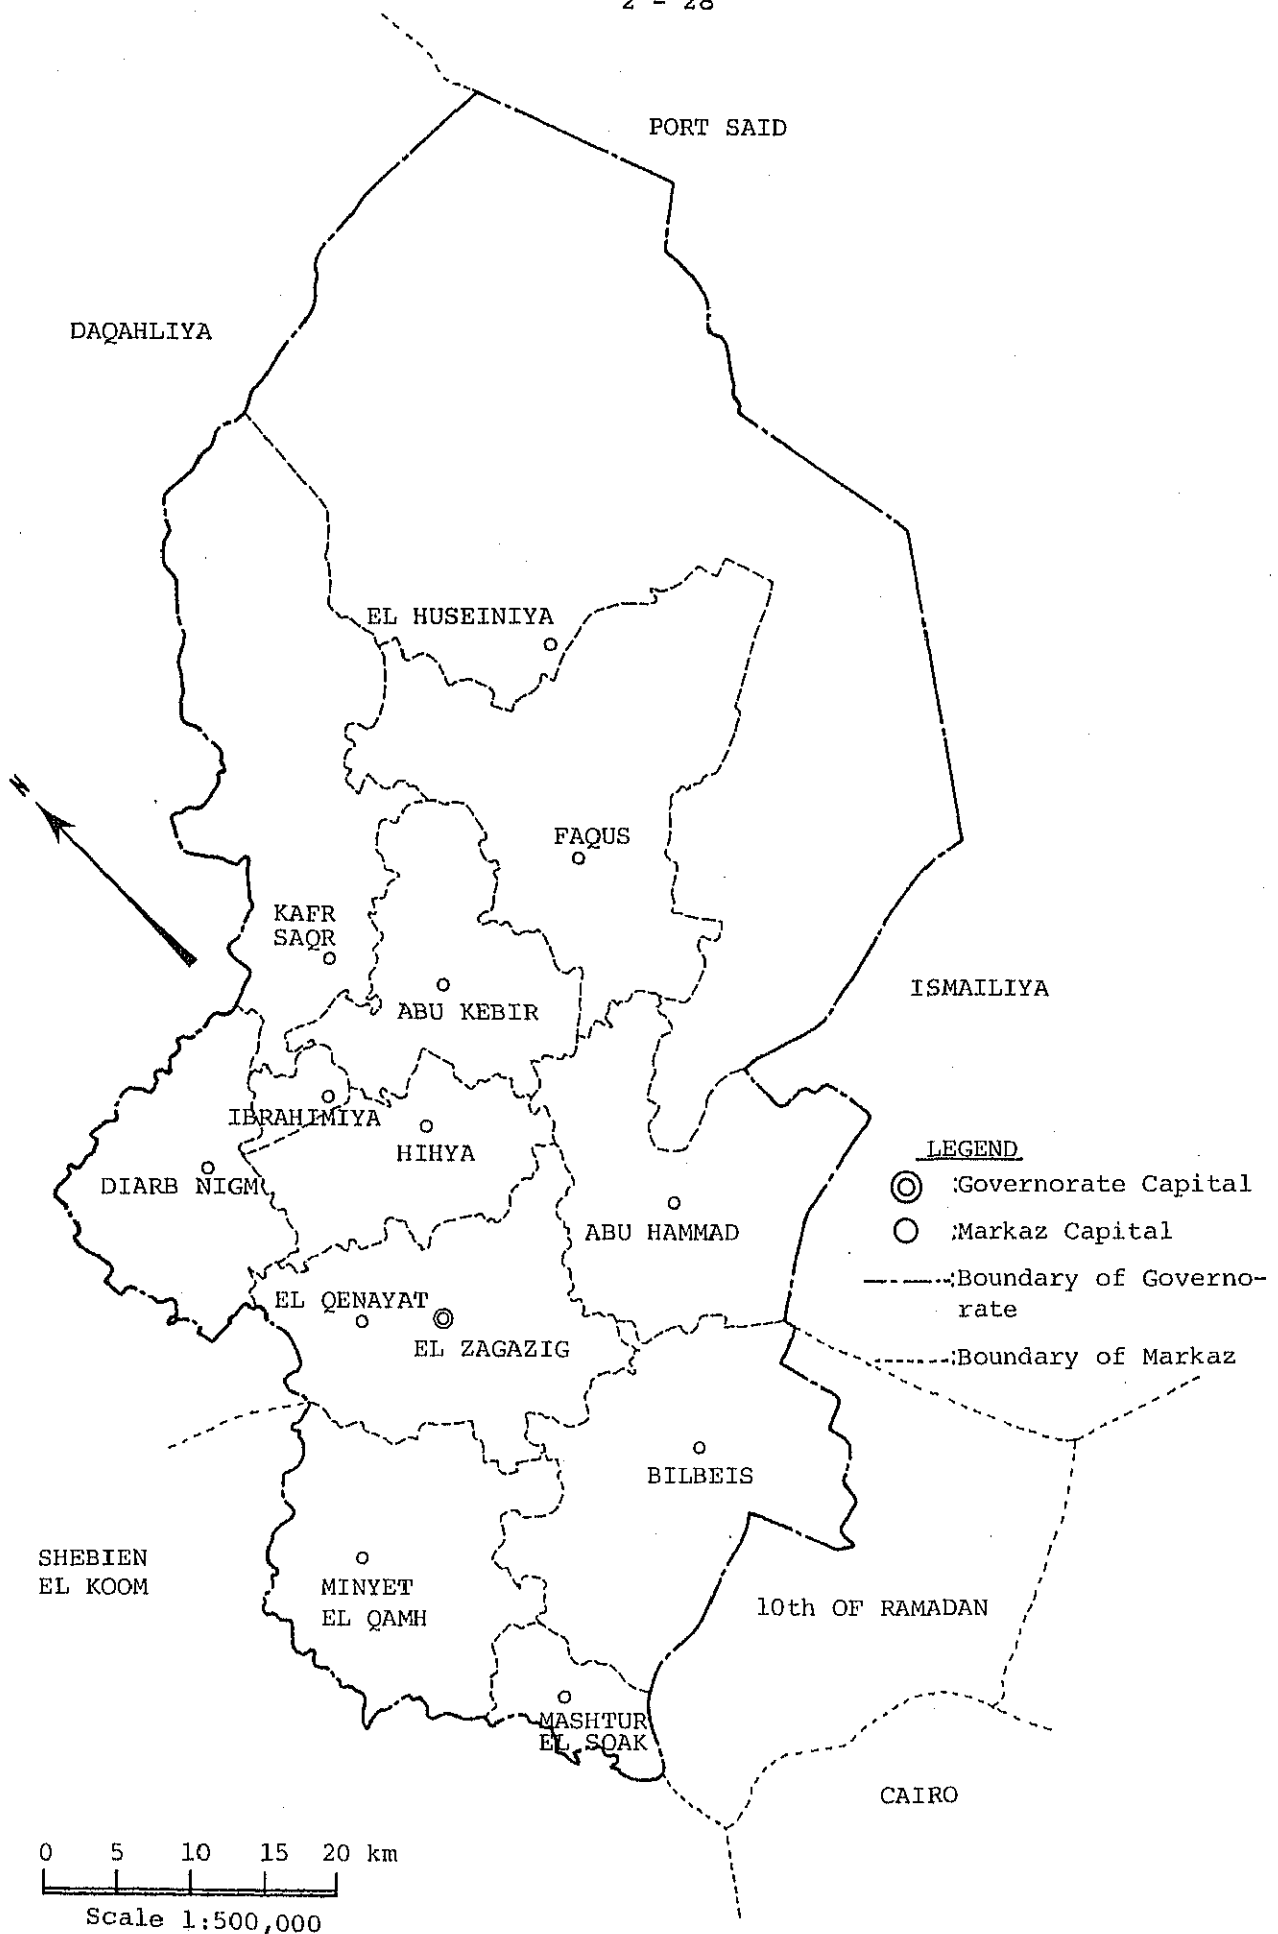 2 - 28
PORT SAID
DAQAHLIYA
EL HUSEINIYA
N
FAQUS
KAFR
SAQR
ISMAILIYA
ABU KEBIR
IBRAHIMIYA
HIHYA
DIARB NIGM
ABU HAMMAD
LEGEND
:Governorate Capital
:Markaz Capital
:Boundary of Governo-
rate
:Boundary of Markaz
EL QENAYAT
EL ZAGAZIG
BILBEIS
SHEBIEN
EL KOOM
MINYET
EL QAMH
10th OF RAMADAN
MASHTUR
EL SOAK
CAIRO
0 5 10 15 20 km
Scale 1:500,000